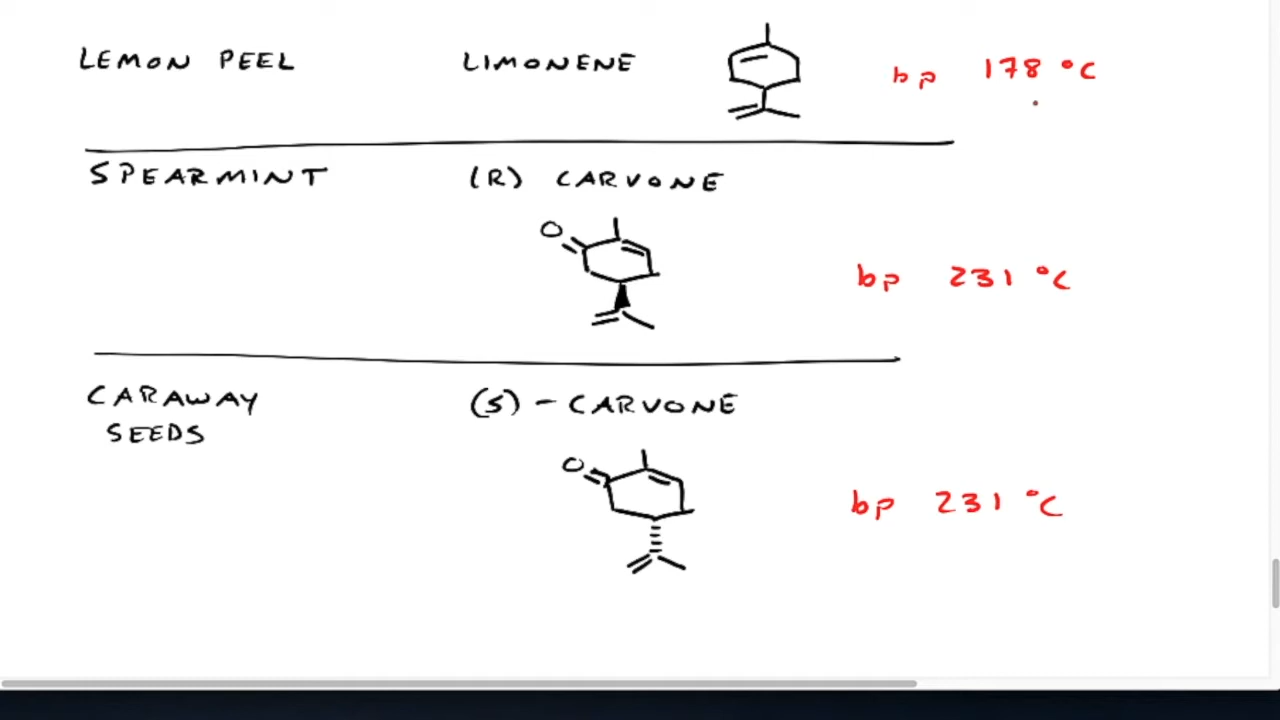 LEMON PEEL LIMONENE bp 178 °C
SPEARMINT (R) CARVONE
O
bp 231 °C
CARAWAY (S) - CARVONE
SEEDS
O
bp 231 °C